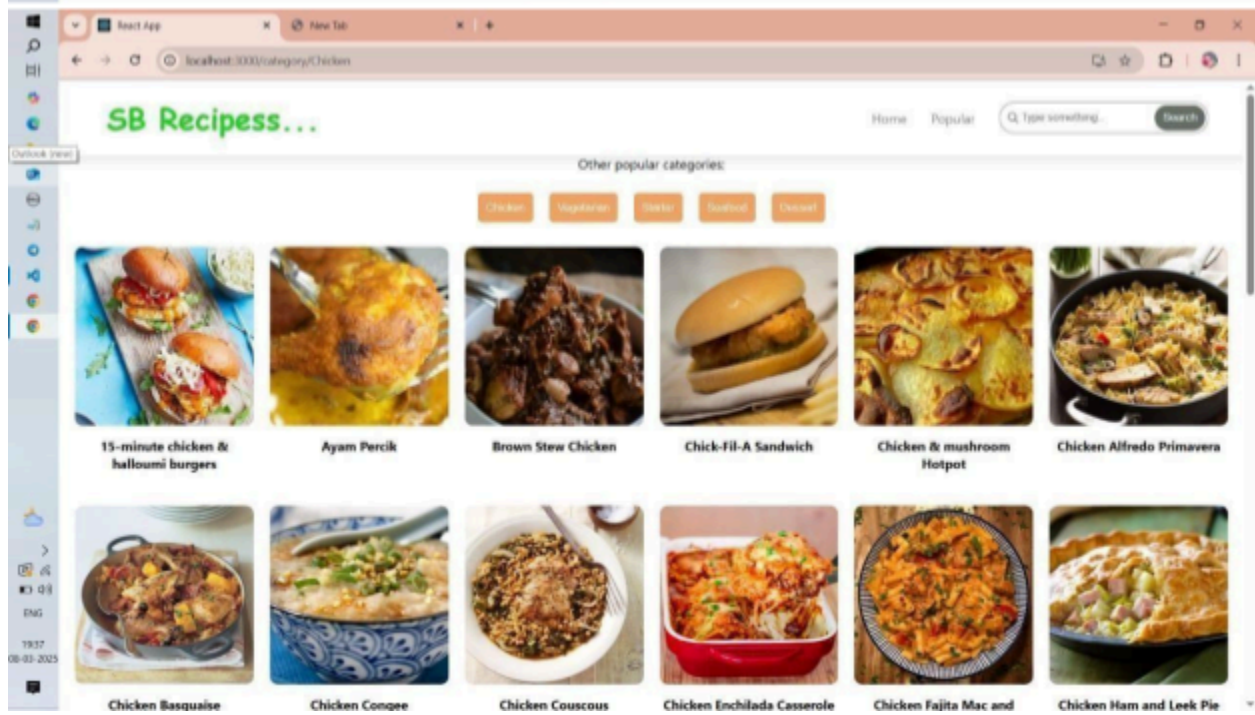 React App
New Tab
localhost:3000/category/Chicken
SB Recipess...
Home
Popular
Type something...
Search
Outlook (new)
Other popular categories:
Chicken
Vegetarian
Starter
Seafood
Dessert
15-minute chicken &
halloumi burgers
Ayam Percik
Brown Stew Chicken
Chick-Fil-A Sandwich
Chicken & mushroom
Hotpot
Chicken Alfredo Primavera
Chicken Basquaise
Chicken Congee
Chicken Couscous
Chicken Enchilada Casserole
Chicken Fajita Mac and
Chicken Ham and Leek Pie
ENG
19:37
08-03-2025